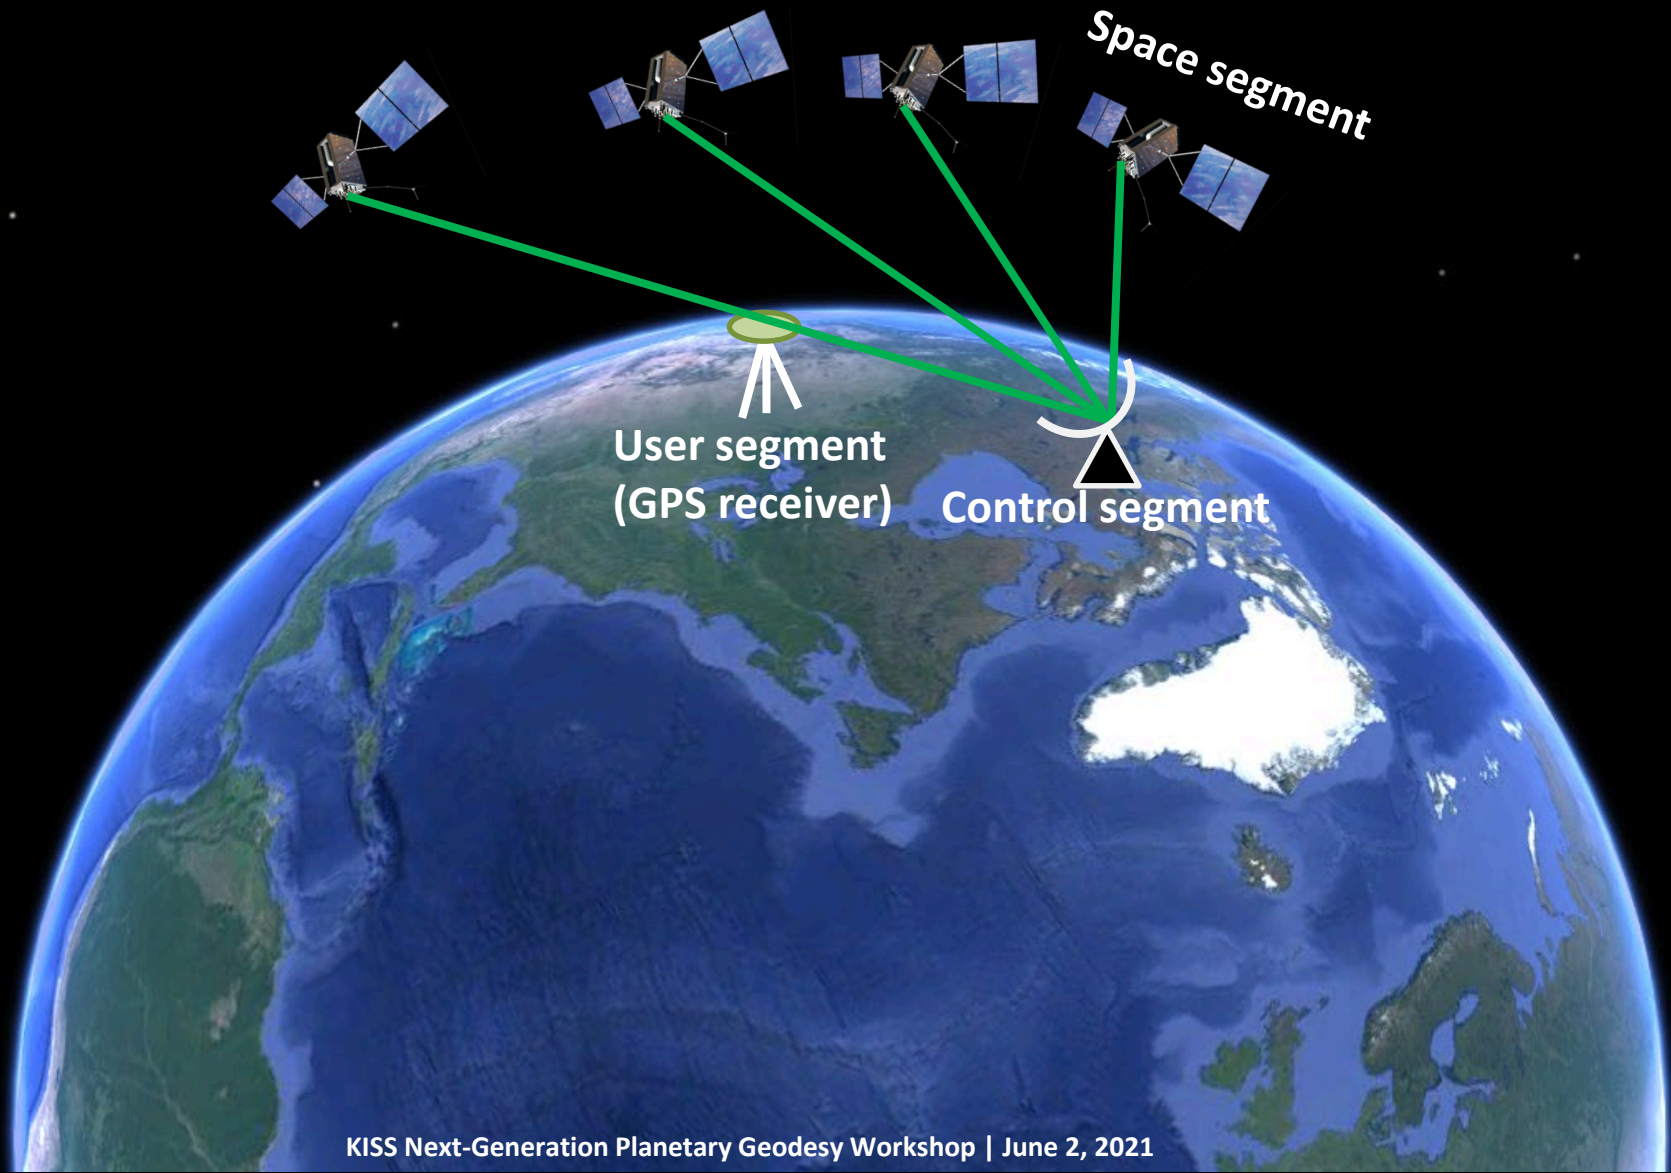 Space segment
User segment
(GPS receiver)
Control segment
KISS Next-Generation Planetary Geodesy Workshop | June 2, 2021